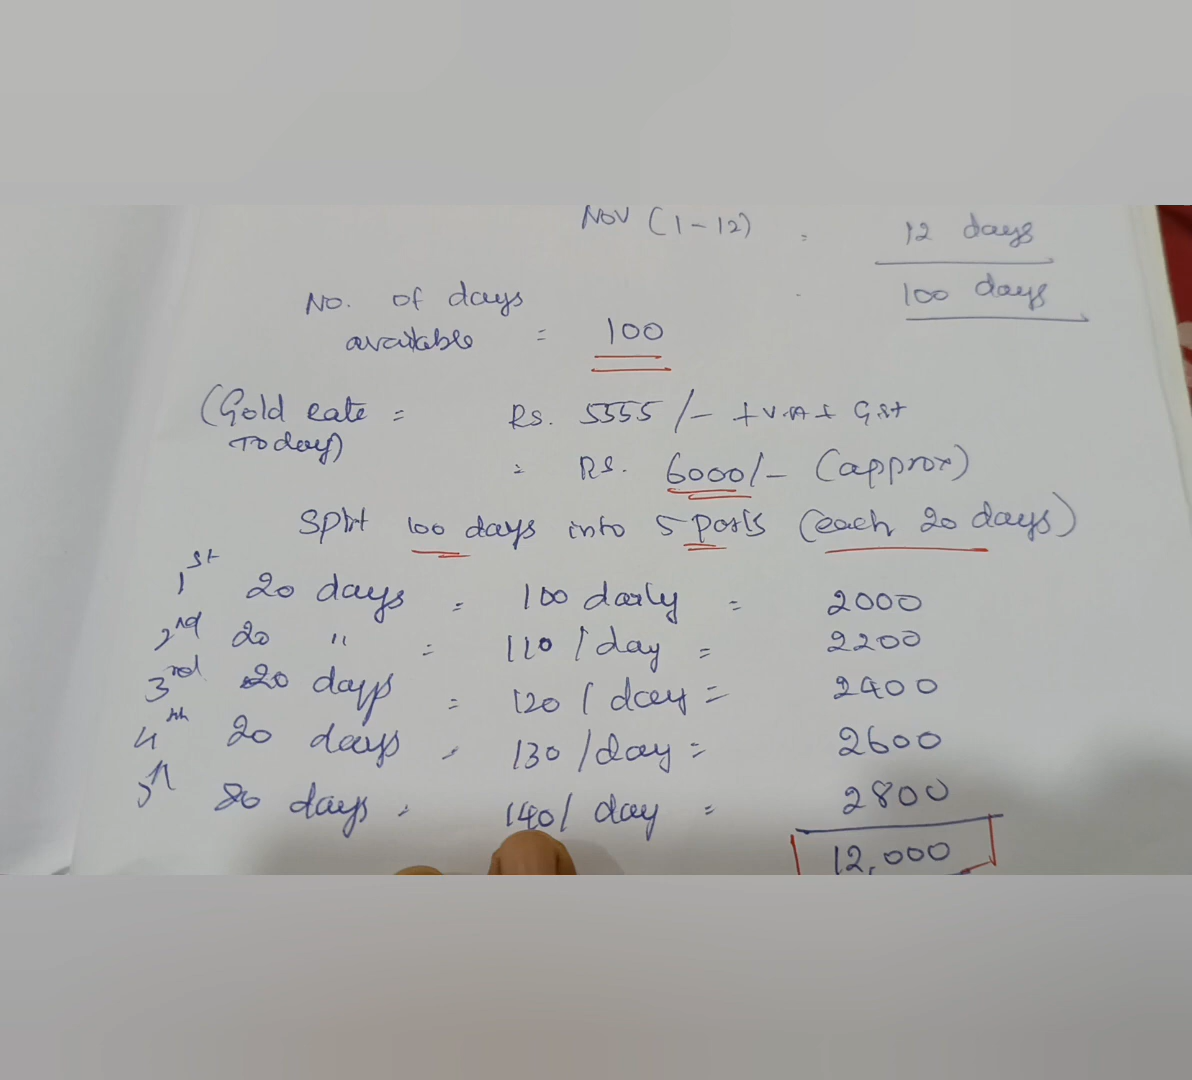 Nov (1-12) . 12 days
100 days
No. of days
available = 100
(Gold Rate = Rs. 5555/- + V.A + Gst
Today)
= Rs. 6000/- (approx)
Split 100 days into 5 parts (each 20 days)
1st 20 days = 100 daily = 2000
2nd 20 " = 110 / day = 2200
3rd 20 days = 120 / day = 2400
4th 20 days = 130 / day = 2600
5th 20 days = 140 / day = 2800
12,000